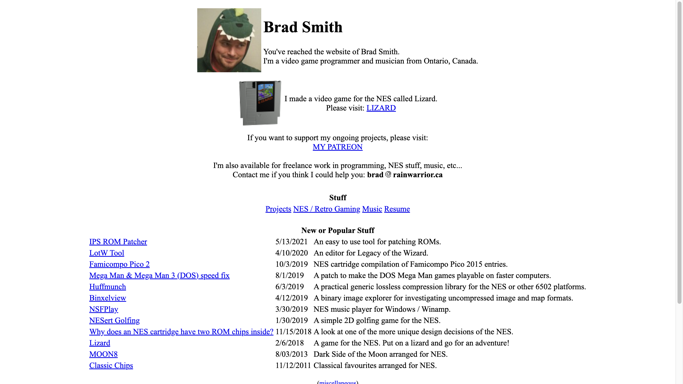 Brad Smith
You've reached the website of Brad Smith.
I'm a video game programmer and musician from Ontario, Canada.
I made a video game for the NES called Lizard.
Please visit: LIZARD
If you want to support my ongoing projects, please visit:
MY PATREON
I'm also available for freelance work in programming, NES stuff, music, etc...
Contact me if you think I could help you: brad @ rainwarrior.ca
Stuff
Projects NES / Retro Gaming Music Resume
New or Popular Stuff
IPS ROM Patcher 5/13/2021 An easy to use tool for patching ROMs.
LotW Tool 4/10/2020 An editor for Legacy of the Wizard.
Famicompo Pico 2 10/3/2019 NES cartridge compilation of Famicompo Pico 2015 entries.
Mega Man & Mega Man 3 (DOS) speed fix 8/1/2019 A patch to make the DOS Mega Man games playable on faster computers.
Huffmunch 6/3/2019 A practical generic lossless compression library for the NES or other 6502 platforms.
Binxelview 4/12/2019 A binary image explorer for investigating uncompressed image and map formats.
NSFPlay 3/30/2019 NES music player for Windows / Winamp.
NESert Golfing 1/30/2019 A simple 2D golfing game for the NES.
Why does an NES cartridge have two ROM chips inside? 11/15/2018 A look at one of the more unique design decisions of the NES.
Lizard 2/6/2018 A game for the NES. Put on a lizard and go for an adventure!
MOON8 8/03/2013 Dark Side of the Moon arranged for NES.
Classic Chips 11/12/2011 Classical favourites arranged for NES.
(miscellaneous)